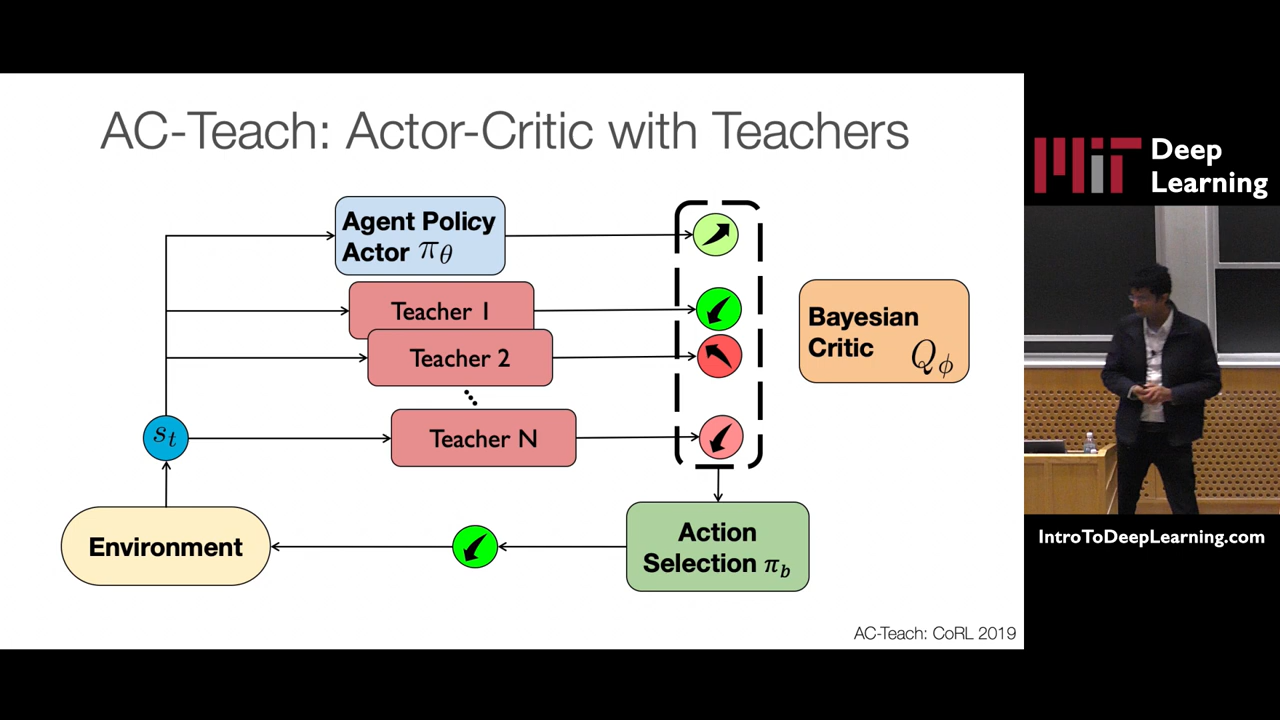 AC-Teach: Actor-Critic with Teachers
Agent Policy
Actor πθ
Teacher 1
Teacher 2
Teacher N
st
Environment
Bayesian
Critic Qϕ
Action
Selection πb
AC-Teach: CoRL 2019
MIT
Deep
Learning
IntroToDeepLearning.com